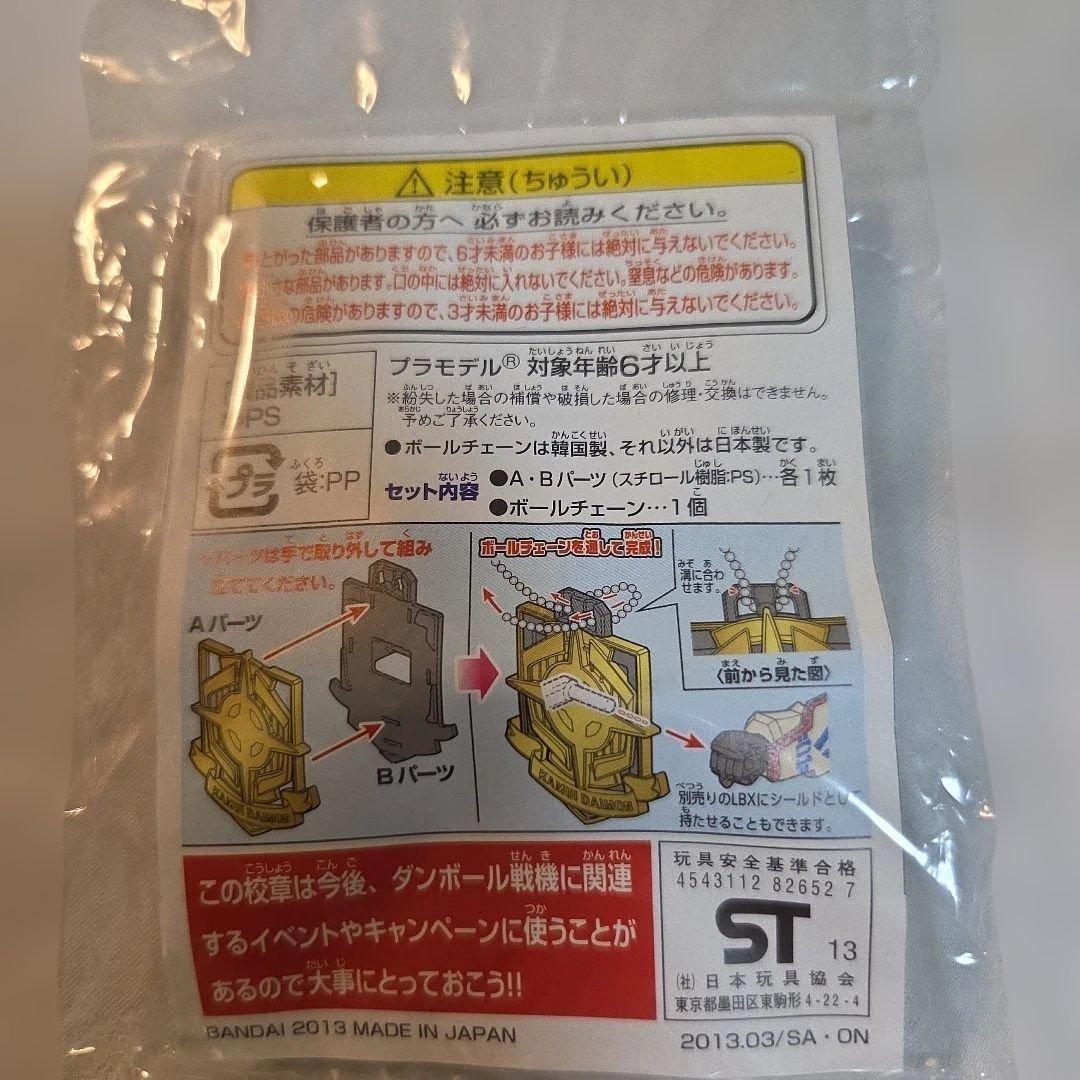 ⚠ 注意(ちゅうい)
保護者の方へ 必ずお読みください。
とがった部品がありますので、6才未満のお子様には絶対に与えないでください。
さな部品があります。口の中には絶対に入れないでください。窒息などの危険があります。
の危険がありますので、3才未満のお子様には絶対に与えないでください。
品素材]
PS
プラ
袋:PP
プラモデル® 対象年齢6才以上
※紛失した場合の補償や破損した場合の修理・交換はできません。
予めご了承ください。
●ボールチェーンは韓国製、それ以外は日本製です。
セット内容
●A・Bパーツ(スチロール樹脂:PS)…各1枚
●ボールチェーン…1個
パーツは手で取り外して組み
立ててください。
Aパーツ
Bパーツ
KAMUI DAIMON
ボールチェーンを通して完成!
溝に合わ
せます。
〈前から見た図〉
KAMUI DAIMON
別売りのLBXにシールドとして
持たせることもできます。
この校章は今後、ダンボール戦機に関連
するイベントやキャンペーンに使うことが
あるので大事にとっておこう!!
玩具安全基準合格
4543112 82652 7
ST 13
(社)日本玩具協会
東京都墨田区東駒形4-22-4
BANDAI 2013 MADE IN JAPAN
2013.03/SA・ON